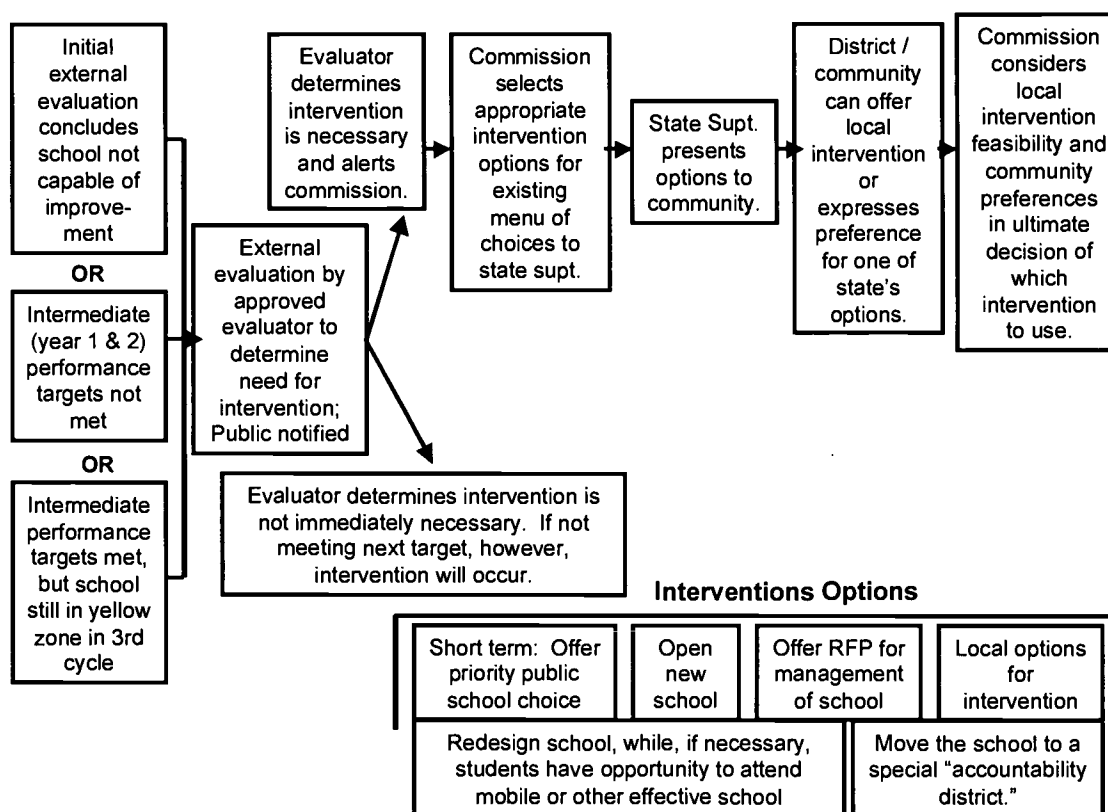 Initial
external
evaluation
concludes
school not
capable of
improve-
ment
OR
Intermediate
(year 1 & 2)
performance
targets not
met
OR
Intermediate
performance
targets met,
but school
still in yellow
zone in 3rd
cycle
External
evaluation by
approved
evaluator to
determine
need for
intervention;
Public notified
Evaluator
determines
intervention
is necessary
and alerts
commission.
Evaluator determines intervention is
not immediately necessary.  If not
meeting next target, however,
intervention will occur.
Commission
selects
appropriate
intervention
options for
existing
menu of
choices to
state supt.
State Supt.
presents
options to
community.
District /
community
can offer
local
intervention
or
expresses
preference
for one of
state's
options.
Commission
considers
local
intervention
feasibility and
community
preferences
in ultimate
decision of
which
intervention
to use.
Interventions Options
Short term:  Offer
priority public
school choice
Open
new
school
Offer RFP for
management
of school
Local options
for
intervention
Redesign school, while, if necessary,
students have opportunity to attend
mobile or other effective school
Move the school to a
special "accountability
district."